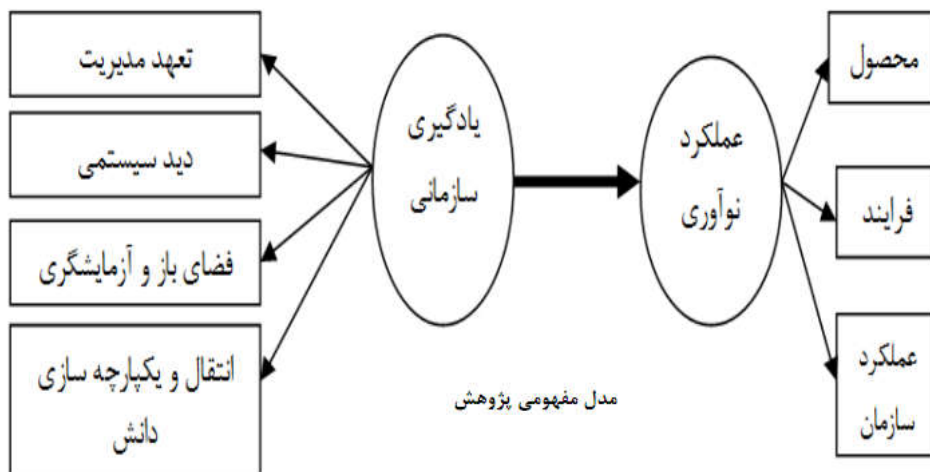 محصول
فرایند
عملکرد
سازمان
عملکرد
نوآوری
یادگیری
سازمانی
تعهد مدیریت
دید سیستمی
فضای باز و آزمایشگری
انتقال و یکپارچه سازی
دانش
مدل مفهومی پژوهش